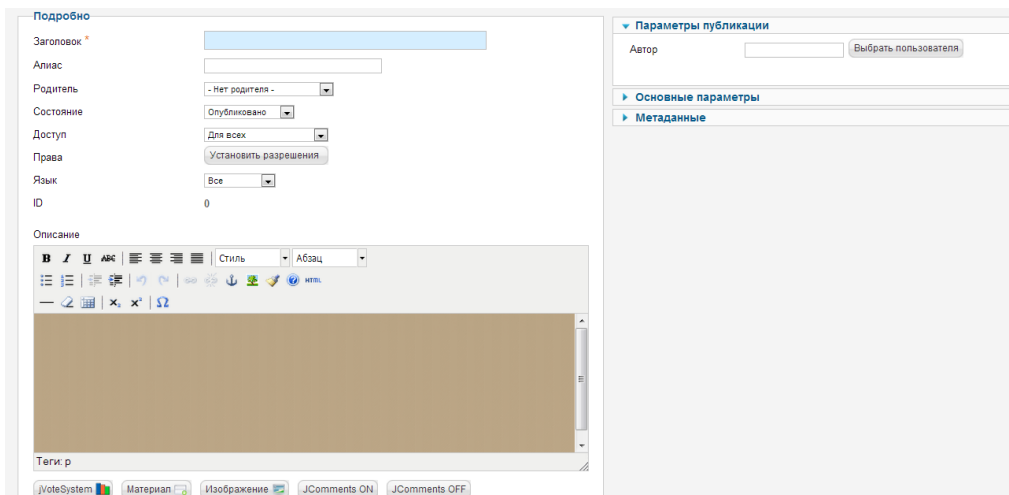 Подробно
Заголовок *
Алиас
Родитель - Нет родителя -
Состояние Опубликовано
Доступ Для всех
Права Установить разрешения
Язык Все
ID 0
Описание
B I U ABC Стиль Абзац
HTML
x₂ x² Ω
Теги: p
jVoteSystem Материал Изображение JComments ON JComments OFF
Параметры публикации
Автор Выбрать пользователя
Основные параметры
Метаданные